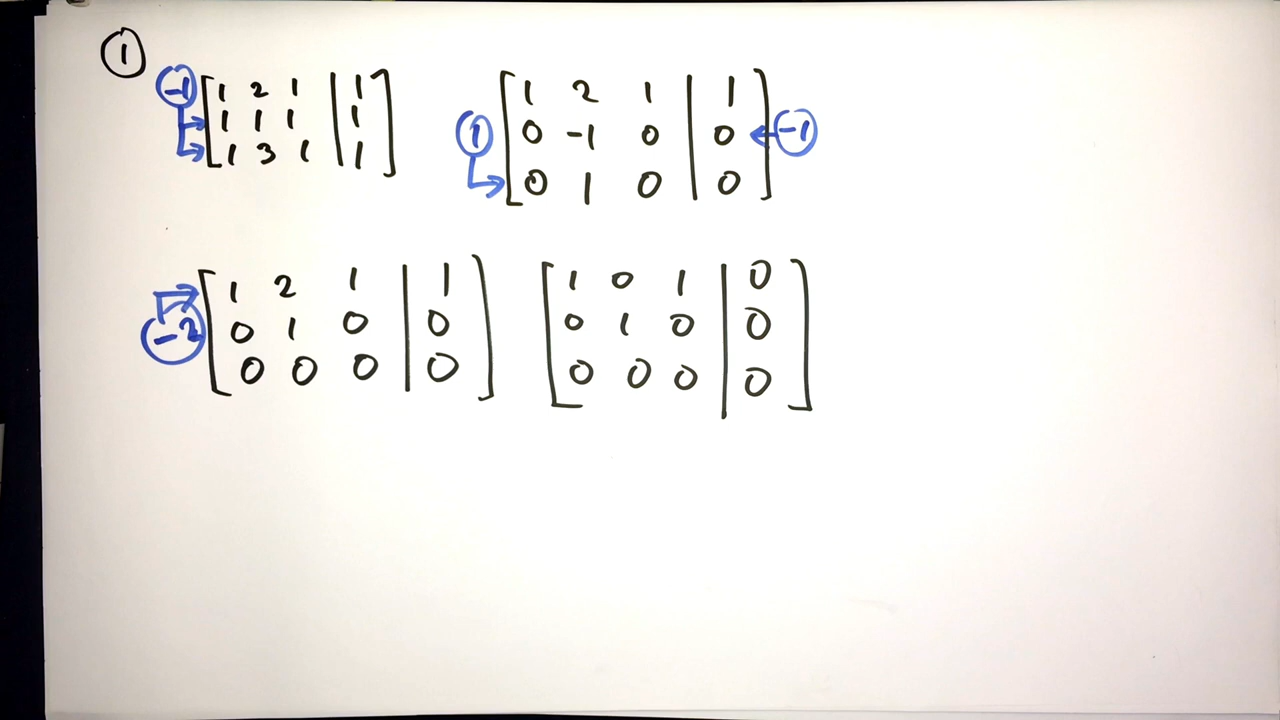 ①
-1 [ 1 2 1 | 1 ]
1 1 1 | 1
1 3 1 | 1
1 [ 1 2 1 | 1 ]
0 -1 0 | 0 ← -1
0 1 0 | 0
-2 [ 1 2 1 | 1 ]
0 1 0 | 0
0 0 0 | 0
[ 1 0 1 | 0 ]
0 1 0 | 0
0 0 0 | 0